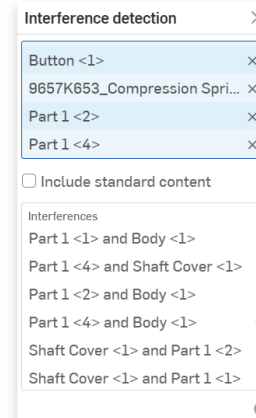 Interference detection
Button <1>
9657K653_Compression Spri...
Part 1 <2>
Part 1 <4>
Include standard content
Interferences
Part 1 <1> and Body <1>
Part 1 <4> and Shaft Cover <1>
Part 1 <2> and Body <1>
Part 1 <4> and Body <1>
Shaft Cover <1> and Part 1 <2>
Shaft Cover <1> and Part 1 <1>